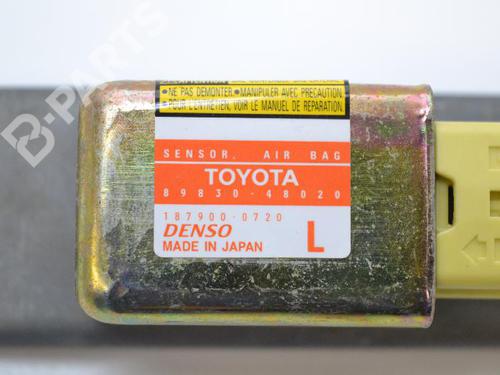 •NE PAS DEMONTER •MANIPULER AVEC PRECAUTION
•POUR L'ENTRETIEN, VOIR LE MANUEL DE REPARATION.
SENSOR, AIR BAG
TOYOTA
89830-48020
187900-0720
DENSO
MADE IN JAPAN
L
B-PARTS